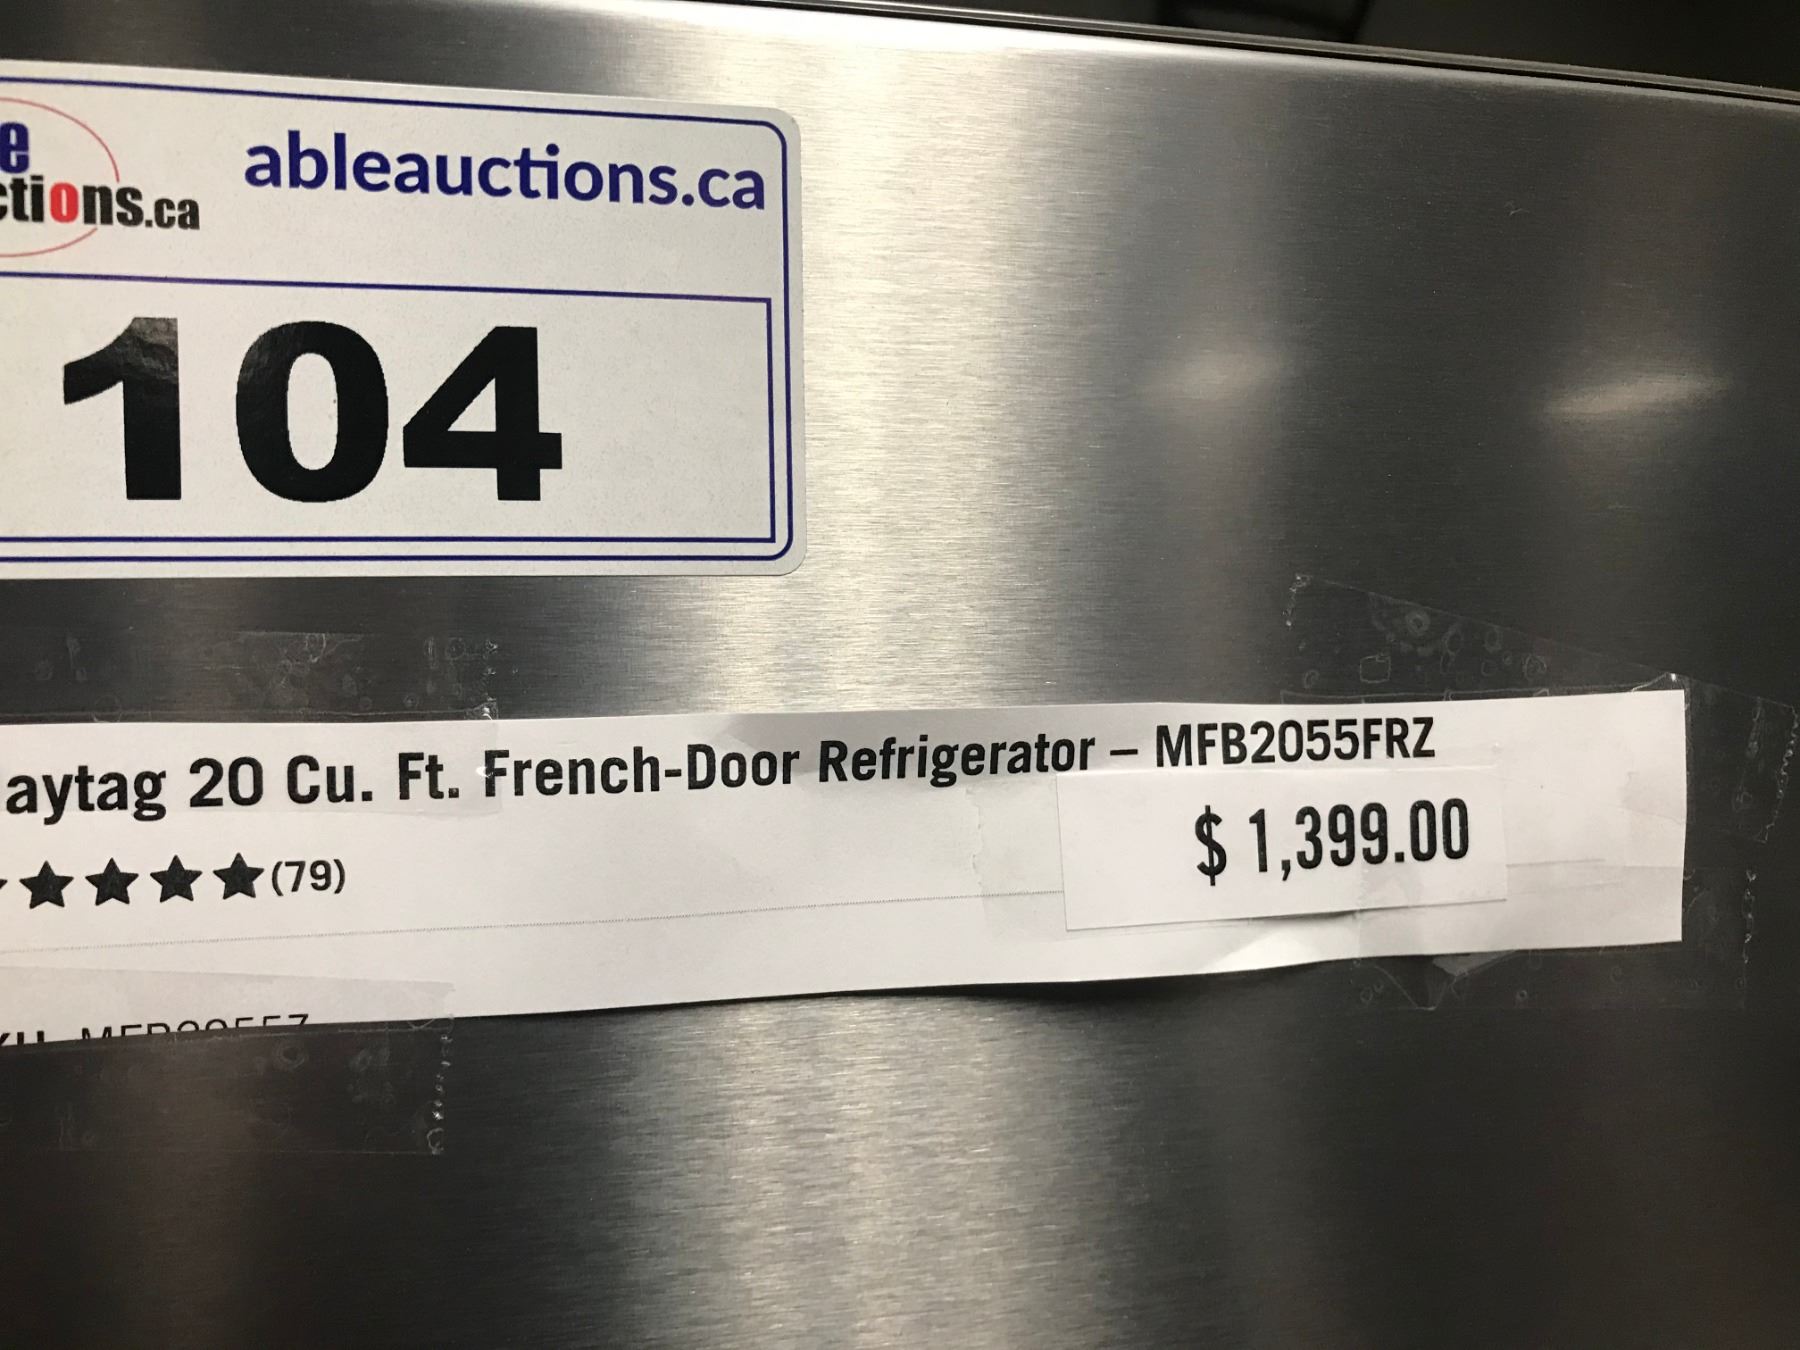 e
ctions.ca
ableauctions.ca
104
aytag 20 Cu. Ft. French-Door Refrigerator – MFB2055FRZ
$ 1,399.00
(79)